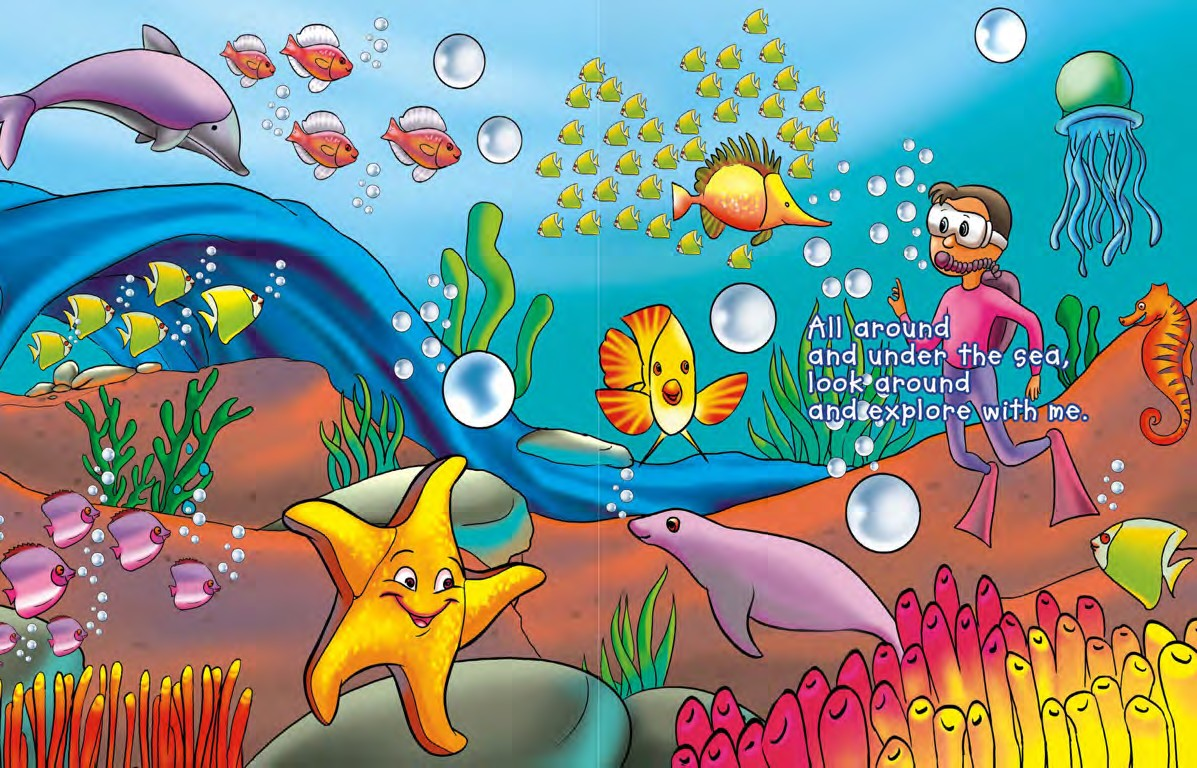 All around
and under the sea,
look around
and explore with me.